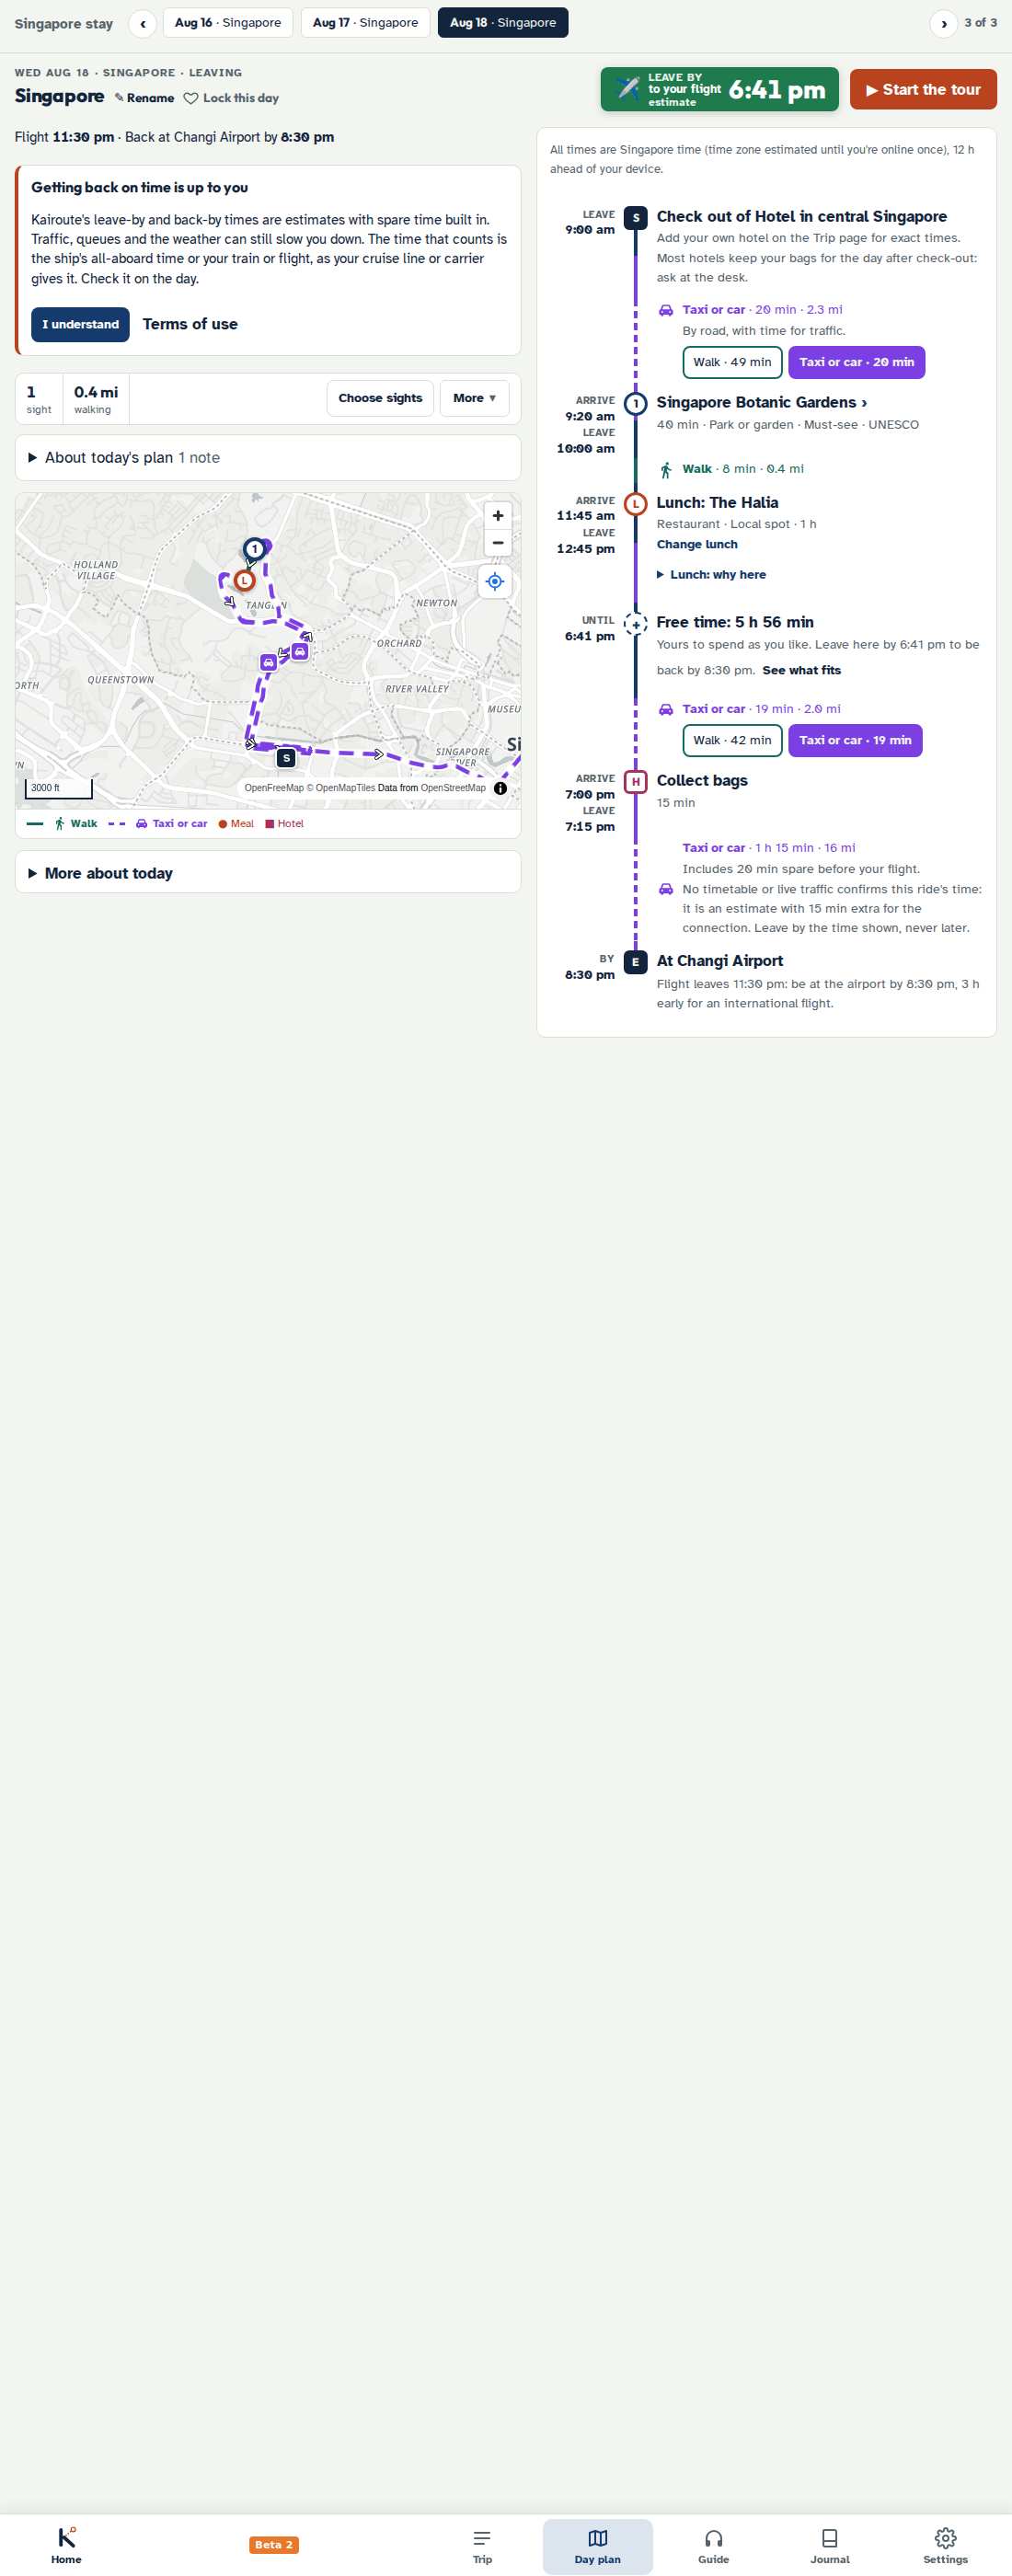 Singapore stay
‹
Aug 16 · Singapore
Aug 17 · Singapore
Aug 18 · Singapore
›
3 of 3
WED AUG 18 · SINGAPORE · LEAVING
Singapore
✎ Rename
Lock this day
LEAVE BY
to your flight
estimate
6:41 pm
▶ Start the tour
Flight 11:30 pm · Back at Changi Airport by 8:30 pm
Getting back on time is up to you
Kairoute's leave-by and back-by times are estimates with spare time built in.
Traffic, queues and the weather can still slow you down. The time that counts is
the ship's all-aboard time or your train or flight, as your cruise line or carrier
gives it. Check it on the day.
I understand
Terms of use
1
sight
0.4 mi
walking
Choose sights
More ▼
▶ About today's plan 1 note
HOLLAND
VILLAGE
NEWTON
ORCHARD
QUEENSTOWN
RIVER VALLEY
MUSEU
ORTH
SINGAPORE
Si
1
L
S
+
−
3000 ft
OpenFreeMap © OpenMapTiles Data from OpenStreetMap
Walk
Taxi or car
Meal
Hotel
▶ More about today
All times are Singapore time (time zone estimated until you're online once), 12 h
ahead of your device.
LEAVE
9:00 am
S
Check out of Hotel in central Singapore
Add your own hotel on the Trip page for exact times.
Most hotels keep your bags for the day after check-out:
ask at the desk.
Taxi or car · 20 min · 2.3 mi
By road, with time for traffic.
Walk · 49 min
Taxi or car · 20 min
ARRIVE
9:20 am
LEAVE
10:00 am
1
Singapore Botanic Gardens ›
40 min · Park or garden · Must-see · UNESCO
Walk · 8 min · 0.4 mi
ARRIVE
11:45 am
LEAVE
12:45 pm
L
Lunch: The Halia
Restaurant · Local spot · 1 h
Change lunch
▶ Lunch: why here
UNTIL
6:41 pm
+
Free time: 5 h 56 min
Yours to spend as you like. Leave here by 6:41 pm to be
back by 8:30 pm. See what fits
Taxi or car · 19 min · 2.0 mi
Walk · 42 min
Taxi or car · 19 min
ARRIVE
7:00 pm
LEAVE
7:15 pm
H
Collect bags
15 min
Taxi or car · 1 h 15 min · 16 mi
Includes 20 min spare before your flight.
No timetable or live traffic confirms this ride's time:
it is an estimate with 15 min extra for the
connection. Leave by the time shown, never later.
BY
8:30 pm
E
At Changi Airport
Flight leaves 11:30 pm: be at the airport by 8:30 pm, 3 h
early for an international flight.
Home
Beta 2
Trip
Day plan
Guide
Journal
Settings